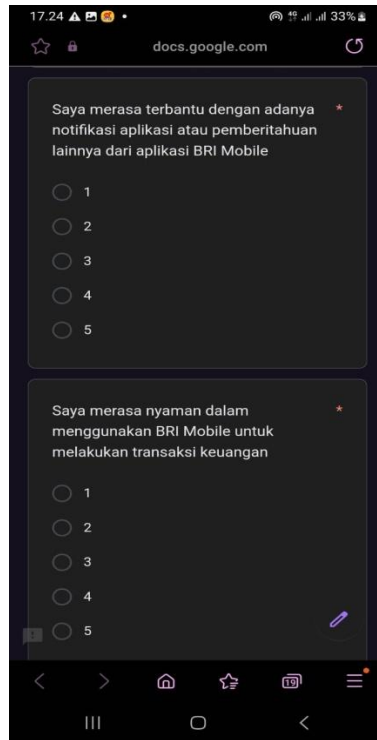 17.24
4G
33%
docs.google.com
Saya merasa terbantu dengan adanya *
notifikasi aplikasi atau pemberitahuan
lainnya dari aplikasi BRI Mobile
1
2
3
4
5
Saya merasa nyaman dalam *
menggunakan BRI Mobile untuk
melakukan transaksi keuangan
1
2
3
4
5
19